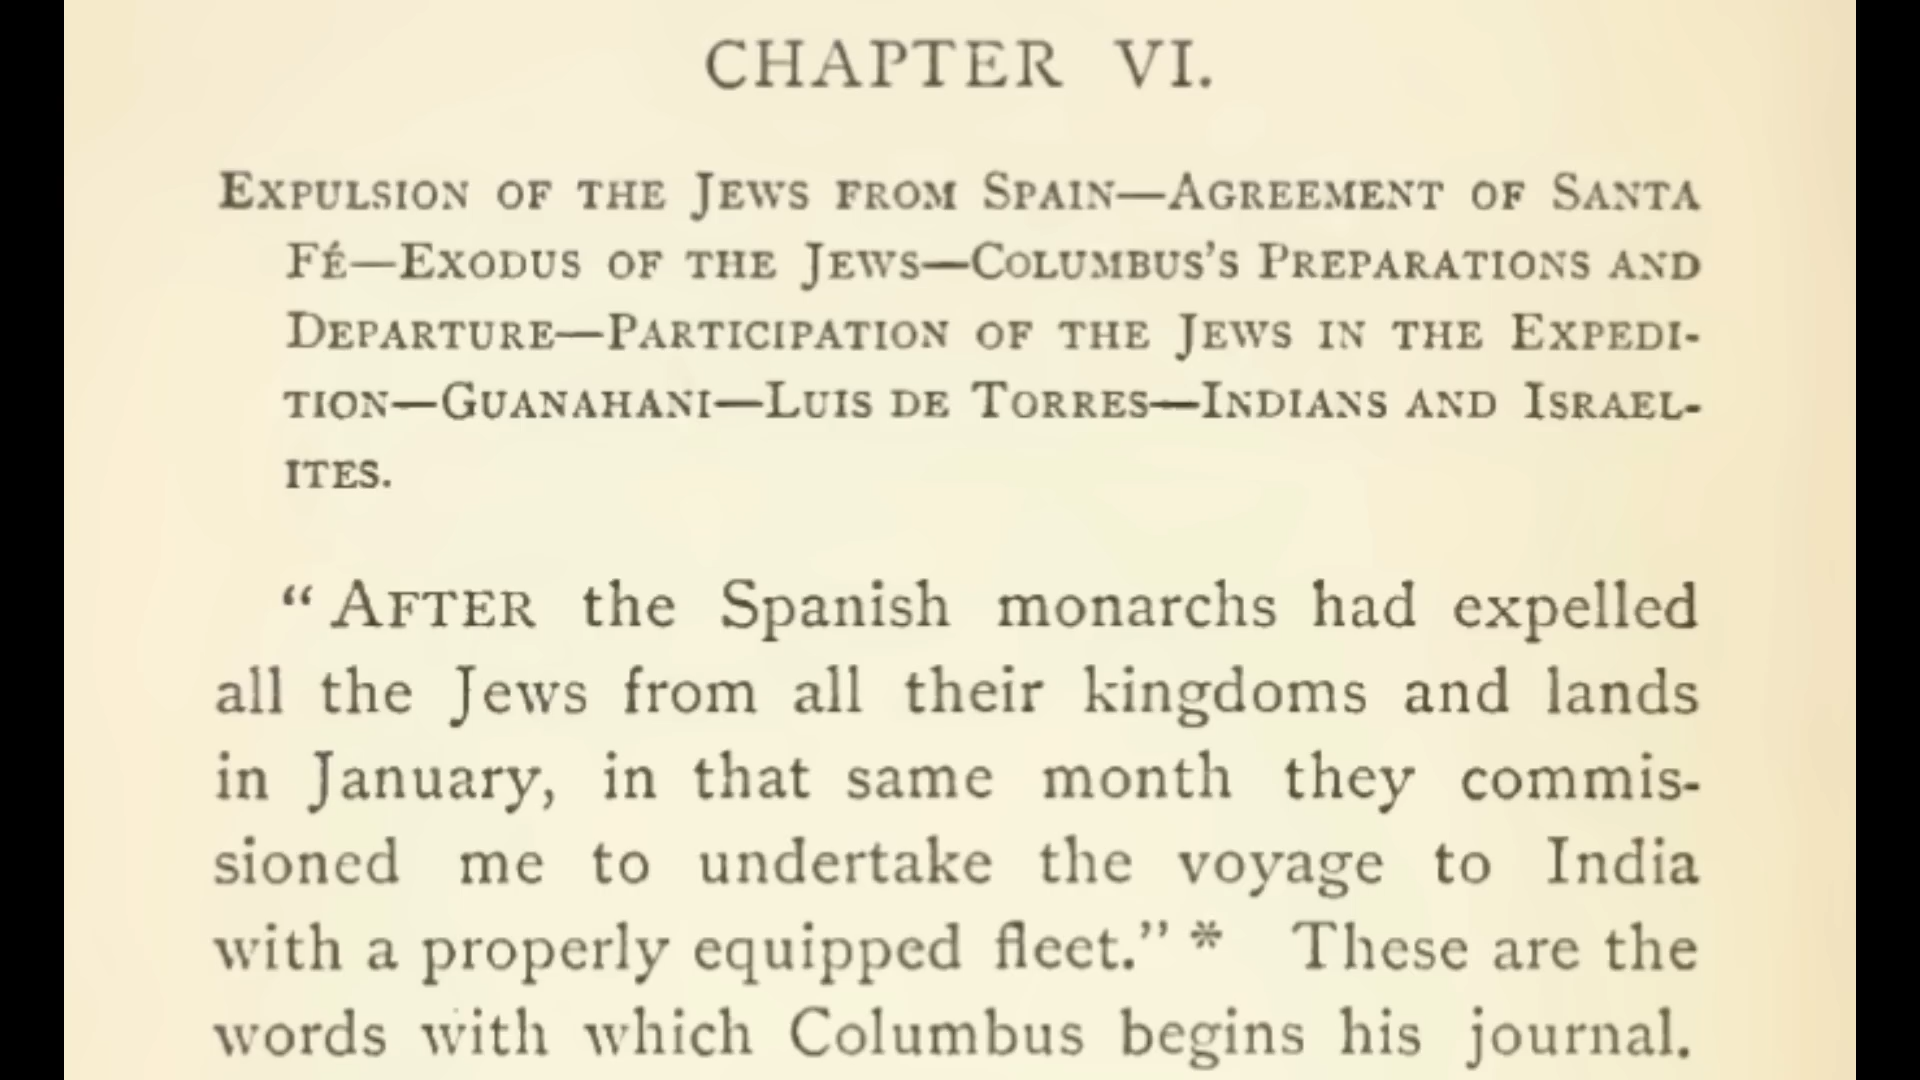 CHAPTER VI.
EXPULSION OF THE JEWS FROM SPAIN—AGREEMENT OF SANTA
FÉ—EXODUS OF THE JEWS—COLUMBUS'S PREPARATIONS AND
DEPARTURE—PARTICIPATION OF THE JEWS IN THE EXPEDI-
TION—GUANAHANI—LUIS DE TORRES—INDIANS AND ISRAEL-
ITES.
“AFTER the Spanish monarchs had expelled
all the Jews from all their kingdoms and lands
in January, in that same month they commis-
sioned me to undertake the voyage to India
with a properly equipped fleet.” * These are the
words with which Columbus begins his journal.